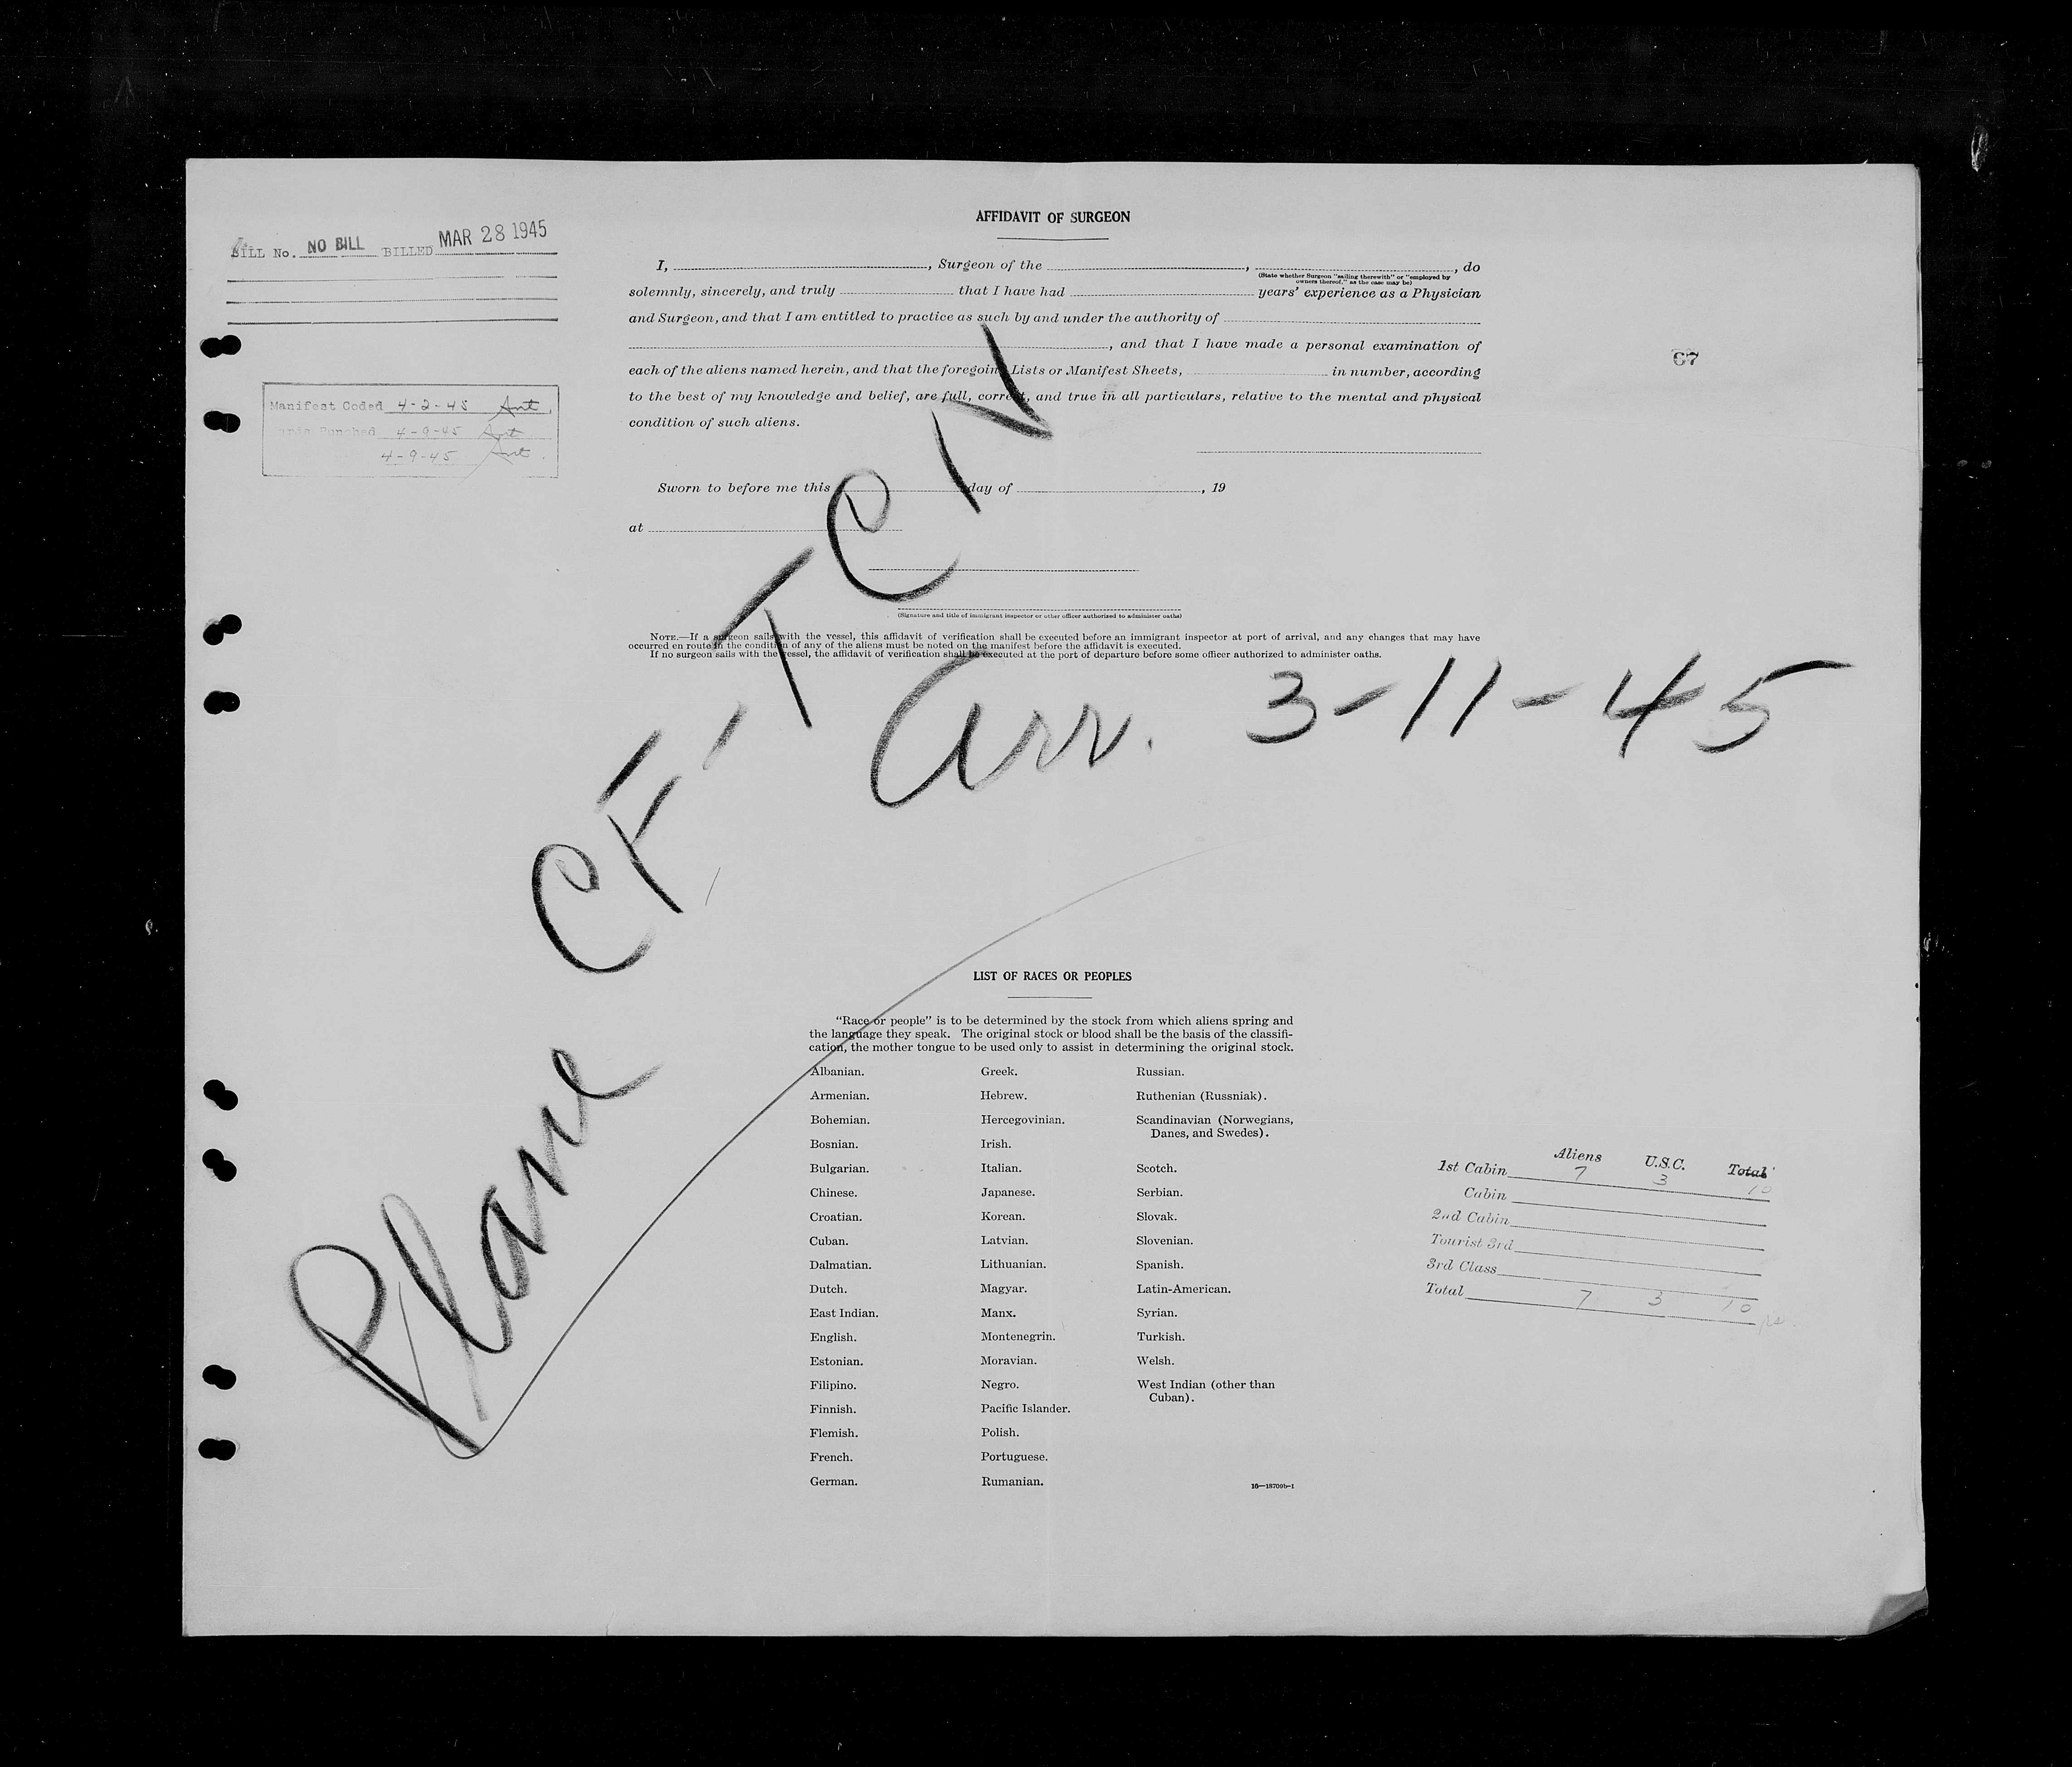 BILL No. NO BILL BILLED MAR 28 1945
Manifest Coded 4-2-45 Ant.
Punched 4-9-45 Ant
4-9-45 Ant.
AFFIDAVIT OF SURGEON
I, , Surgeon of the , , do
(State whether Surgeon "sailing therewith" or "employed by
owners thereof," as the case may be)
solemnly, sincerely, and truly that I have had years' experience as a Physician
and Surgeon, and that I am entitled to practice as such by and under the authority of
, and that I have made a personal examination of
each of the aliens named herein, and that the foregoing Lists or Manifest Sheets, in number, according
to the best of my knowledge and belief, are full, correct, and true in all particulars, relative to the mental and physical
condition of such aliens.
67
Sworn to before me this day of , 19
at
(Signature and title of immigrant inspector or other officer authorized to administer oaths)
NOTE.—If a surgeon sails with the vessel, this affidavit of verification shall be executed before an immigrant inspector at port of arrival, and any changes that may have
occurred en route in the condition of any of the aliens must be noted on the manifest before the affidavit is executed.
If no surgeon sails with the vessel, the affidavit of verification shall be executed at the port of departure before some officer authorized to administer oaths.
Plane CF-TCN
Arr. 3-11-45
LIST OF RACES OR PEOPLES
"Race or people" is to be determined by the stock from which aliens spring and
the language they speak. The original stock or blood shall be the basis of the classifi-
cation, the mother tongue to be used only to assist in determining the original stock.
Albanian.
Armenian.
Bohemian.
Bosnian.
Bulgarian.
Chinese.
Croatian.
Cuban.
Dalmatian.
Dutch.
East Indian.
English.
Estonian.
Filipino.
Finnish.
Flemish.
French.
German.
Greek.
Hebrew.
Hercegovinian.
Irish.
Italian.
Japanese.
Korean.
Latvian.
Lithuanian.
Magyar.
Manx.
Montenegrin.
Moravian.
Negro.
Pacific Islander.
Polish.
Portuguese.
Rumanian.
Russian.
Ruthenian (Russniak).
Scandinavian (Norwegians,
Danes, and Swedes).
Scotch.
Serbian.
Slovak.
Slovenian.
Spanish.
Latin-American.
Syrian.
Turkish.
Welsh.
West Indian (other than
Cuban).
16—18709b-1
Aliens U.S.C. Total
1st Cabin 7 3 10
Cabin
2nd Cabin
Tourist 3rd
3rd Class
Total 7 3 10